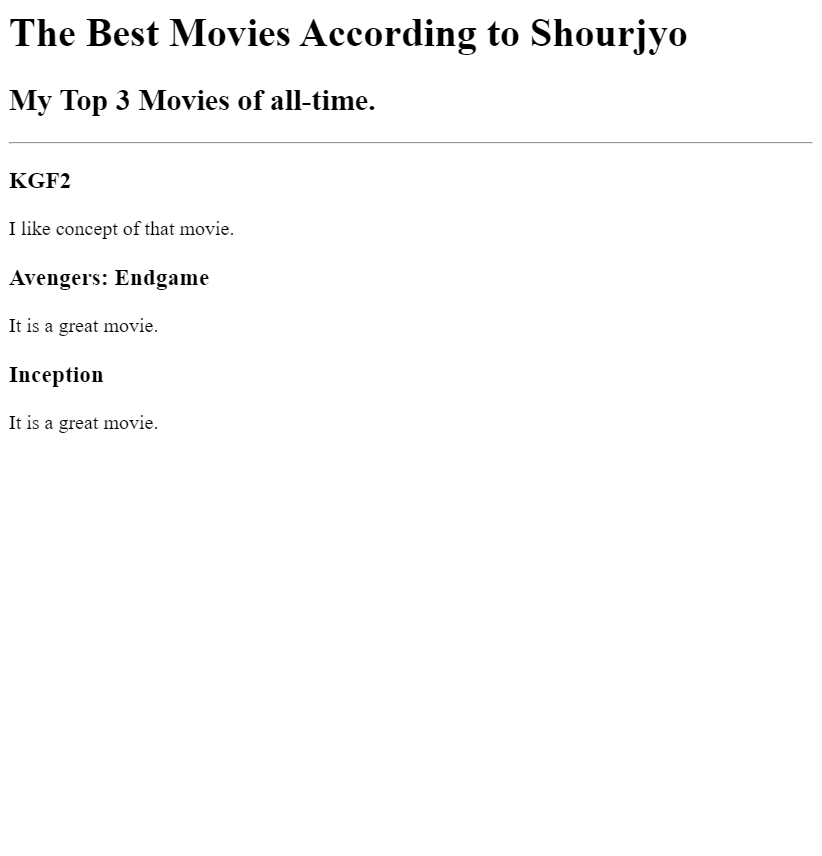 The Best Movies According to Shourjyo
My Top 3 Movies of all-time.
KGF2
I like concept of that movie.
Avengers: Endgame
It is a great movie.
Inception
It is a great movie.